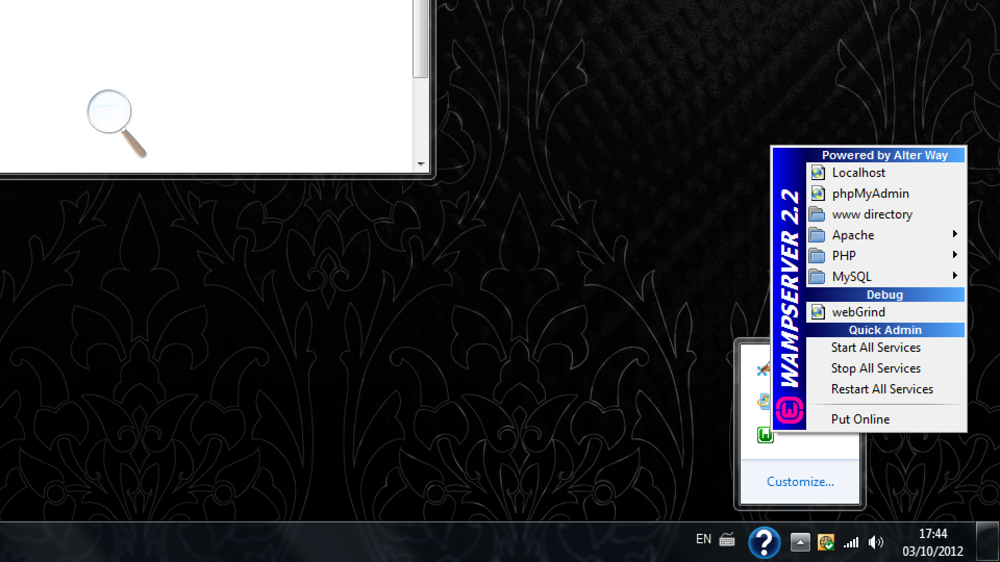 Powered by Alter Way
Localhost
phpMyAdmin
www directory
Apache
PHP
MySQL
Debug
webGrind
Quick Admin
Start All Services
Stop All Services
Restart All Services
Put Online
WAMPSERVER 2.2
Customize...
EN
17:44
03/10/2012